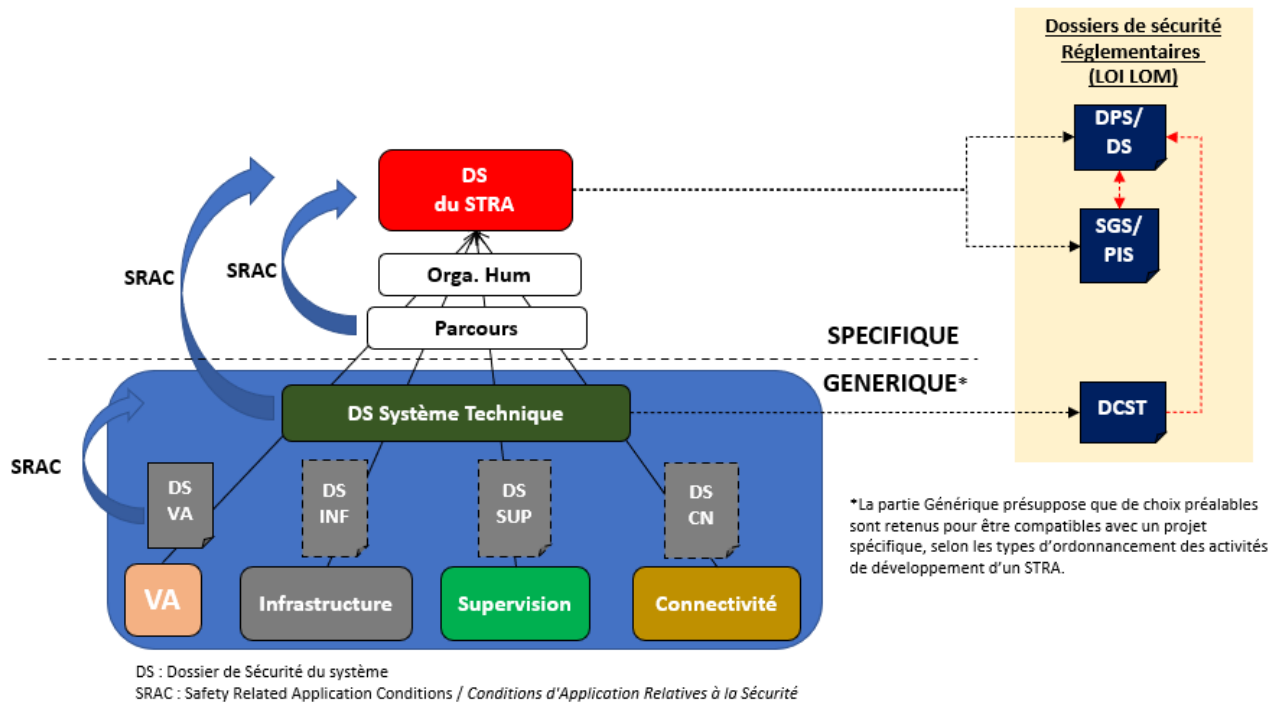 Dossiers de sécurité
Réglementaires
(LOI LOM)
DPS/
DS
DS
du STRA
SGS/
PIS
SRAC
SRAC
Orga. Hum
Parcours
SPECIFIQUE
GENERIQUE*
DS Système Technique
DCST
SRAC
DS
VA
DS
INF
DS
SUP
DS
CN
*La partie Générique présuppose que de choix préalables
sont retenus pour être compatibles avec un projet
spécifique, selon les types d’ordonnancement des activités
de développement d’un STRA.
VA
Infrastructure
Supervision
Connectivité
DS : Dossier de Sécurité du système
SRAC : Safety Related Application Conditions / Conditions d'Application Relatives à la Sécurité